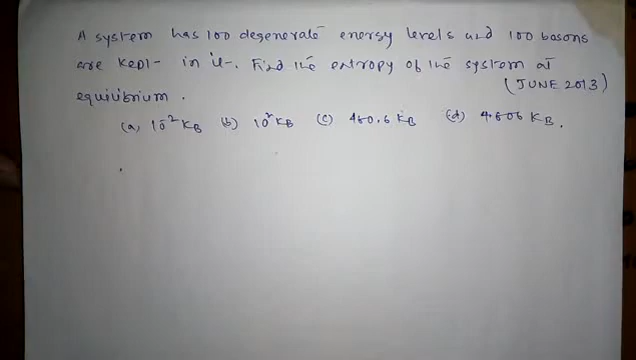 A system has 100 degenerate energy levels and 100 bosons
are kept in it. Find the entropy of the system at
equilibrium. (JUNE 2013)
(a) 10⁻² KB (b) 10² KB (c) 460.6 KB (d) 4.606 KB.